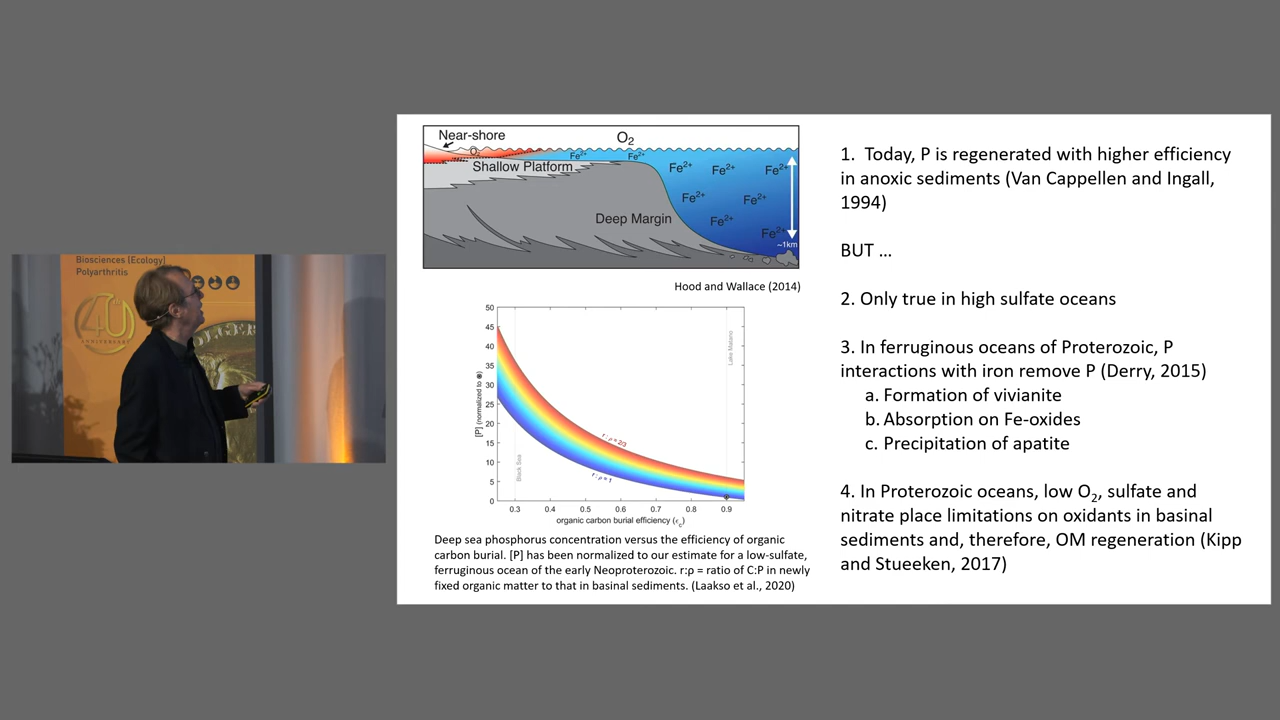 Biosciences (Ecology)
Polyarthritis
40
ANNIVERSARY
Near-shore
O2
O2
Fe2+
Fe2+
Shallow Platform
Fe2+
Fe2+
Fe2+
Fe2+
Fe2+
Deep Margin
Fe2+
Fe2+
~1km
Hood and Wallace (2014)
50
45
40
35
30
25
20
15
10
5
0
[P] (normalized to ⊕)
Black Sea
Lake Matano
r : ρ = 2/3
r : ρ = 1
0.3 0.4 0.5 0.6 0.7 0.8 0.9
organic carbon burial efficiency (ϵc)
Deep sea phosphorus concentration versus the efficiency of organic
carbon burial. [P] has been normalized to our estimate for a low-sulfate,
ferruginous ocean of the early Neoproterozoic. r:ρ = ratio of C:P in newly
fixed organic matter to that in basinal sediments. (Laakso et al., 2020)
1. Today, P is regenerated with higher efficiency
in anoxic sediments (Van Cappellen and Ingall,
1994)
BUT ...
2. Only true in high sulfate oceans
3. In ferruginous oceans of Proterozoic, P
interactions with iron remove P (Derry, 2015)
a. Formation of vivianite
b. Absorption on Fe-oxides
c. Precipitation of apatite
4. In Proterozoic oceans, low O2, sulfate and
nitrate place limitations on oxidants in basinal
sediments and, therefore, OM regeneration (Kipp
and Stueeken, 2017)